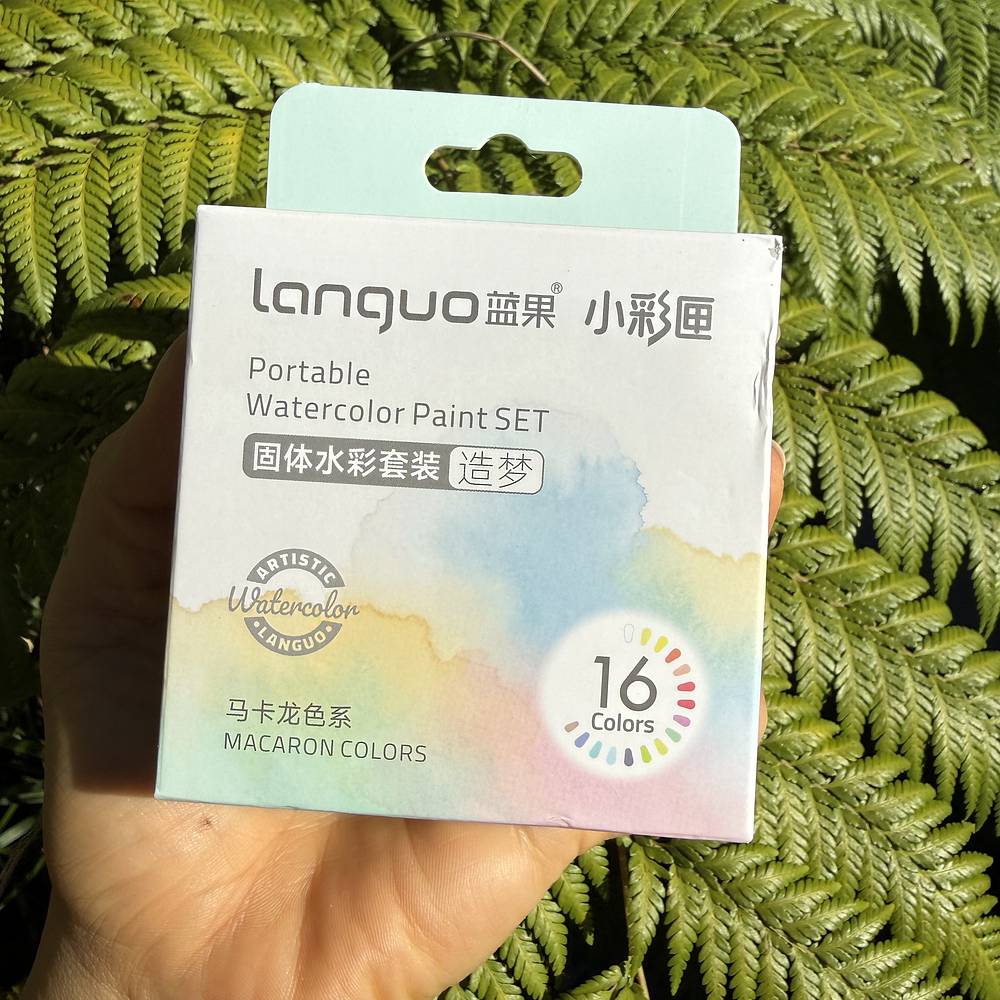 Languo蓝果® 小彩匣
Portable
Watercolor Paint SET
固体水彩套装 造梦
ARTISTIC
Watercolor
•LANGUO•
16
Colors
马卡龙色系
MACARON COLORS